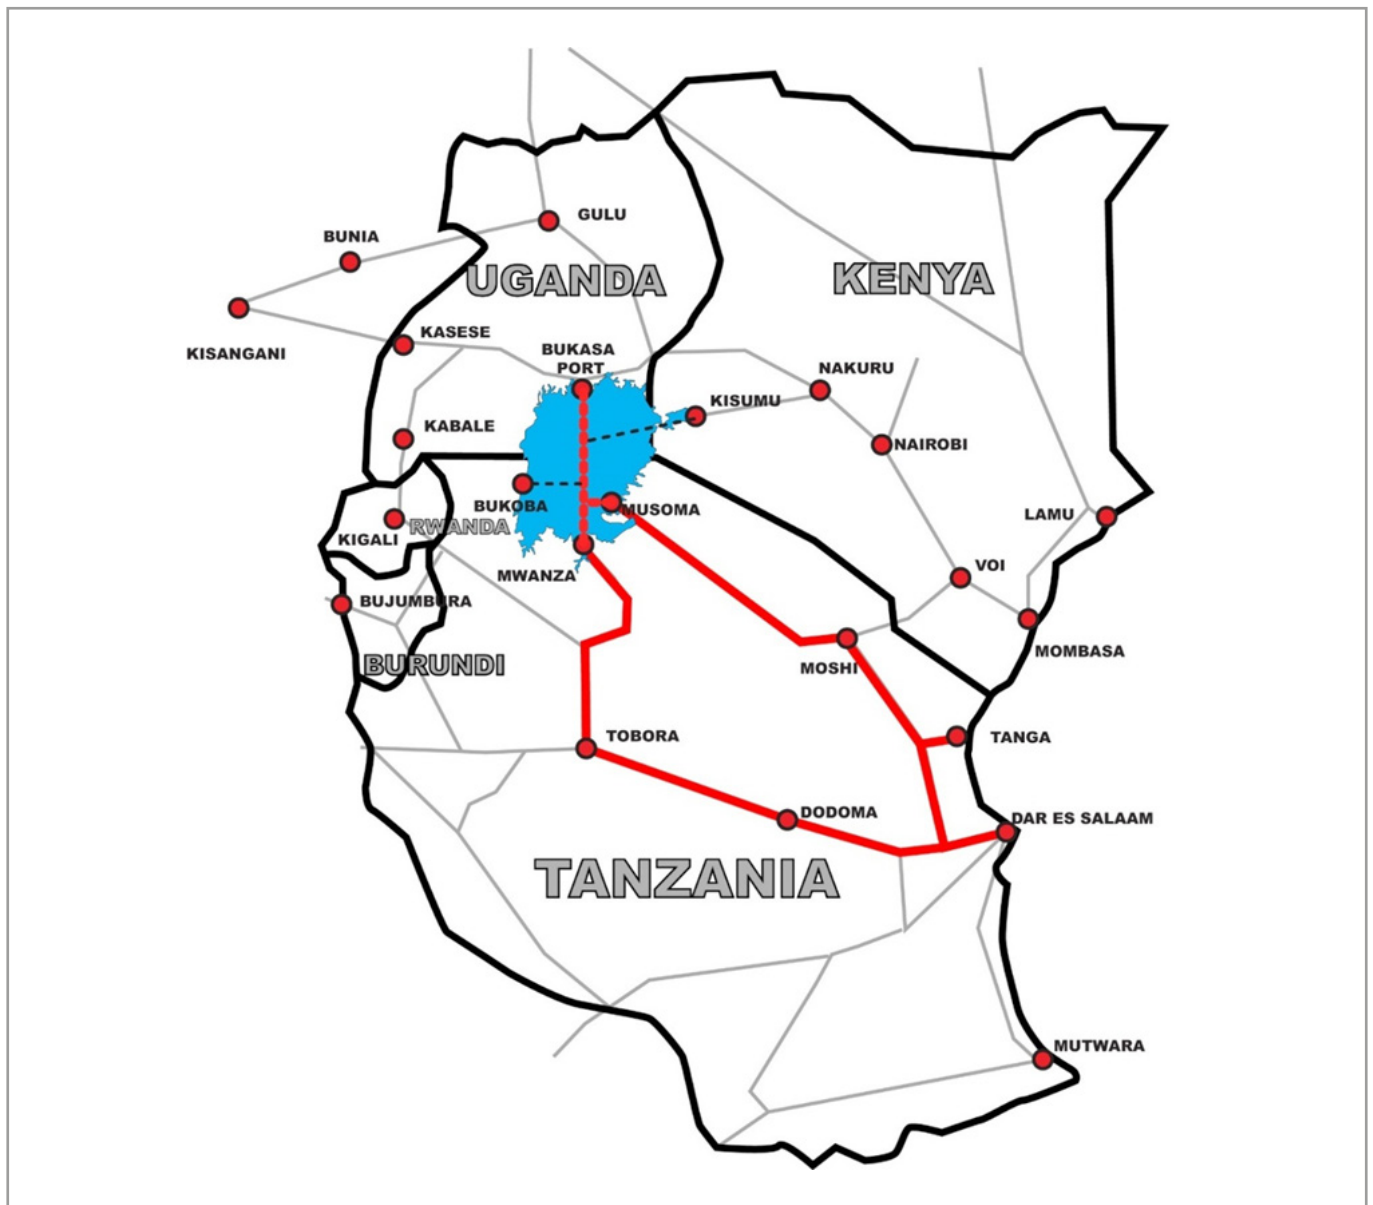 GULU
BUNIA
UGANDA
KENYA
KASESE
KISANGANI
BUKASA
PORT
NAKURU
KISUMU
KABALE
NAIROBI
BUKOBA
MUSOMA
LAMU
RWANDA
KIGALI
VOI
MWANZA
BUJUMBURA
MOMBASA
BURUNDI
MOSHI
TOBORA
TANGA
DODOMA
DAR ES SALAAM
TANZANIA
MUTWARA